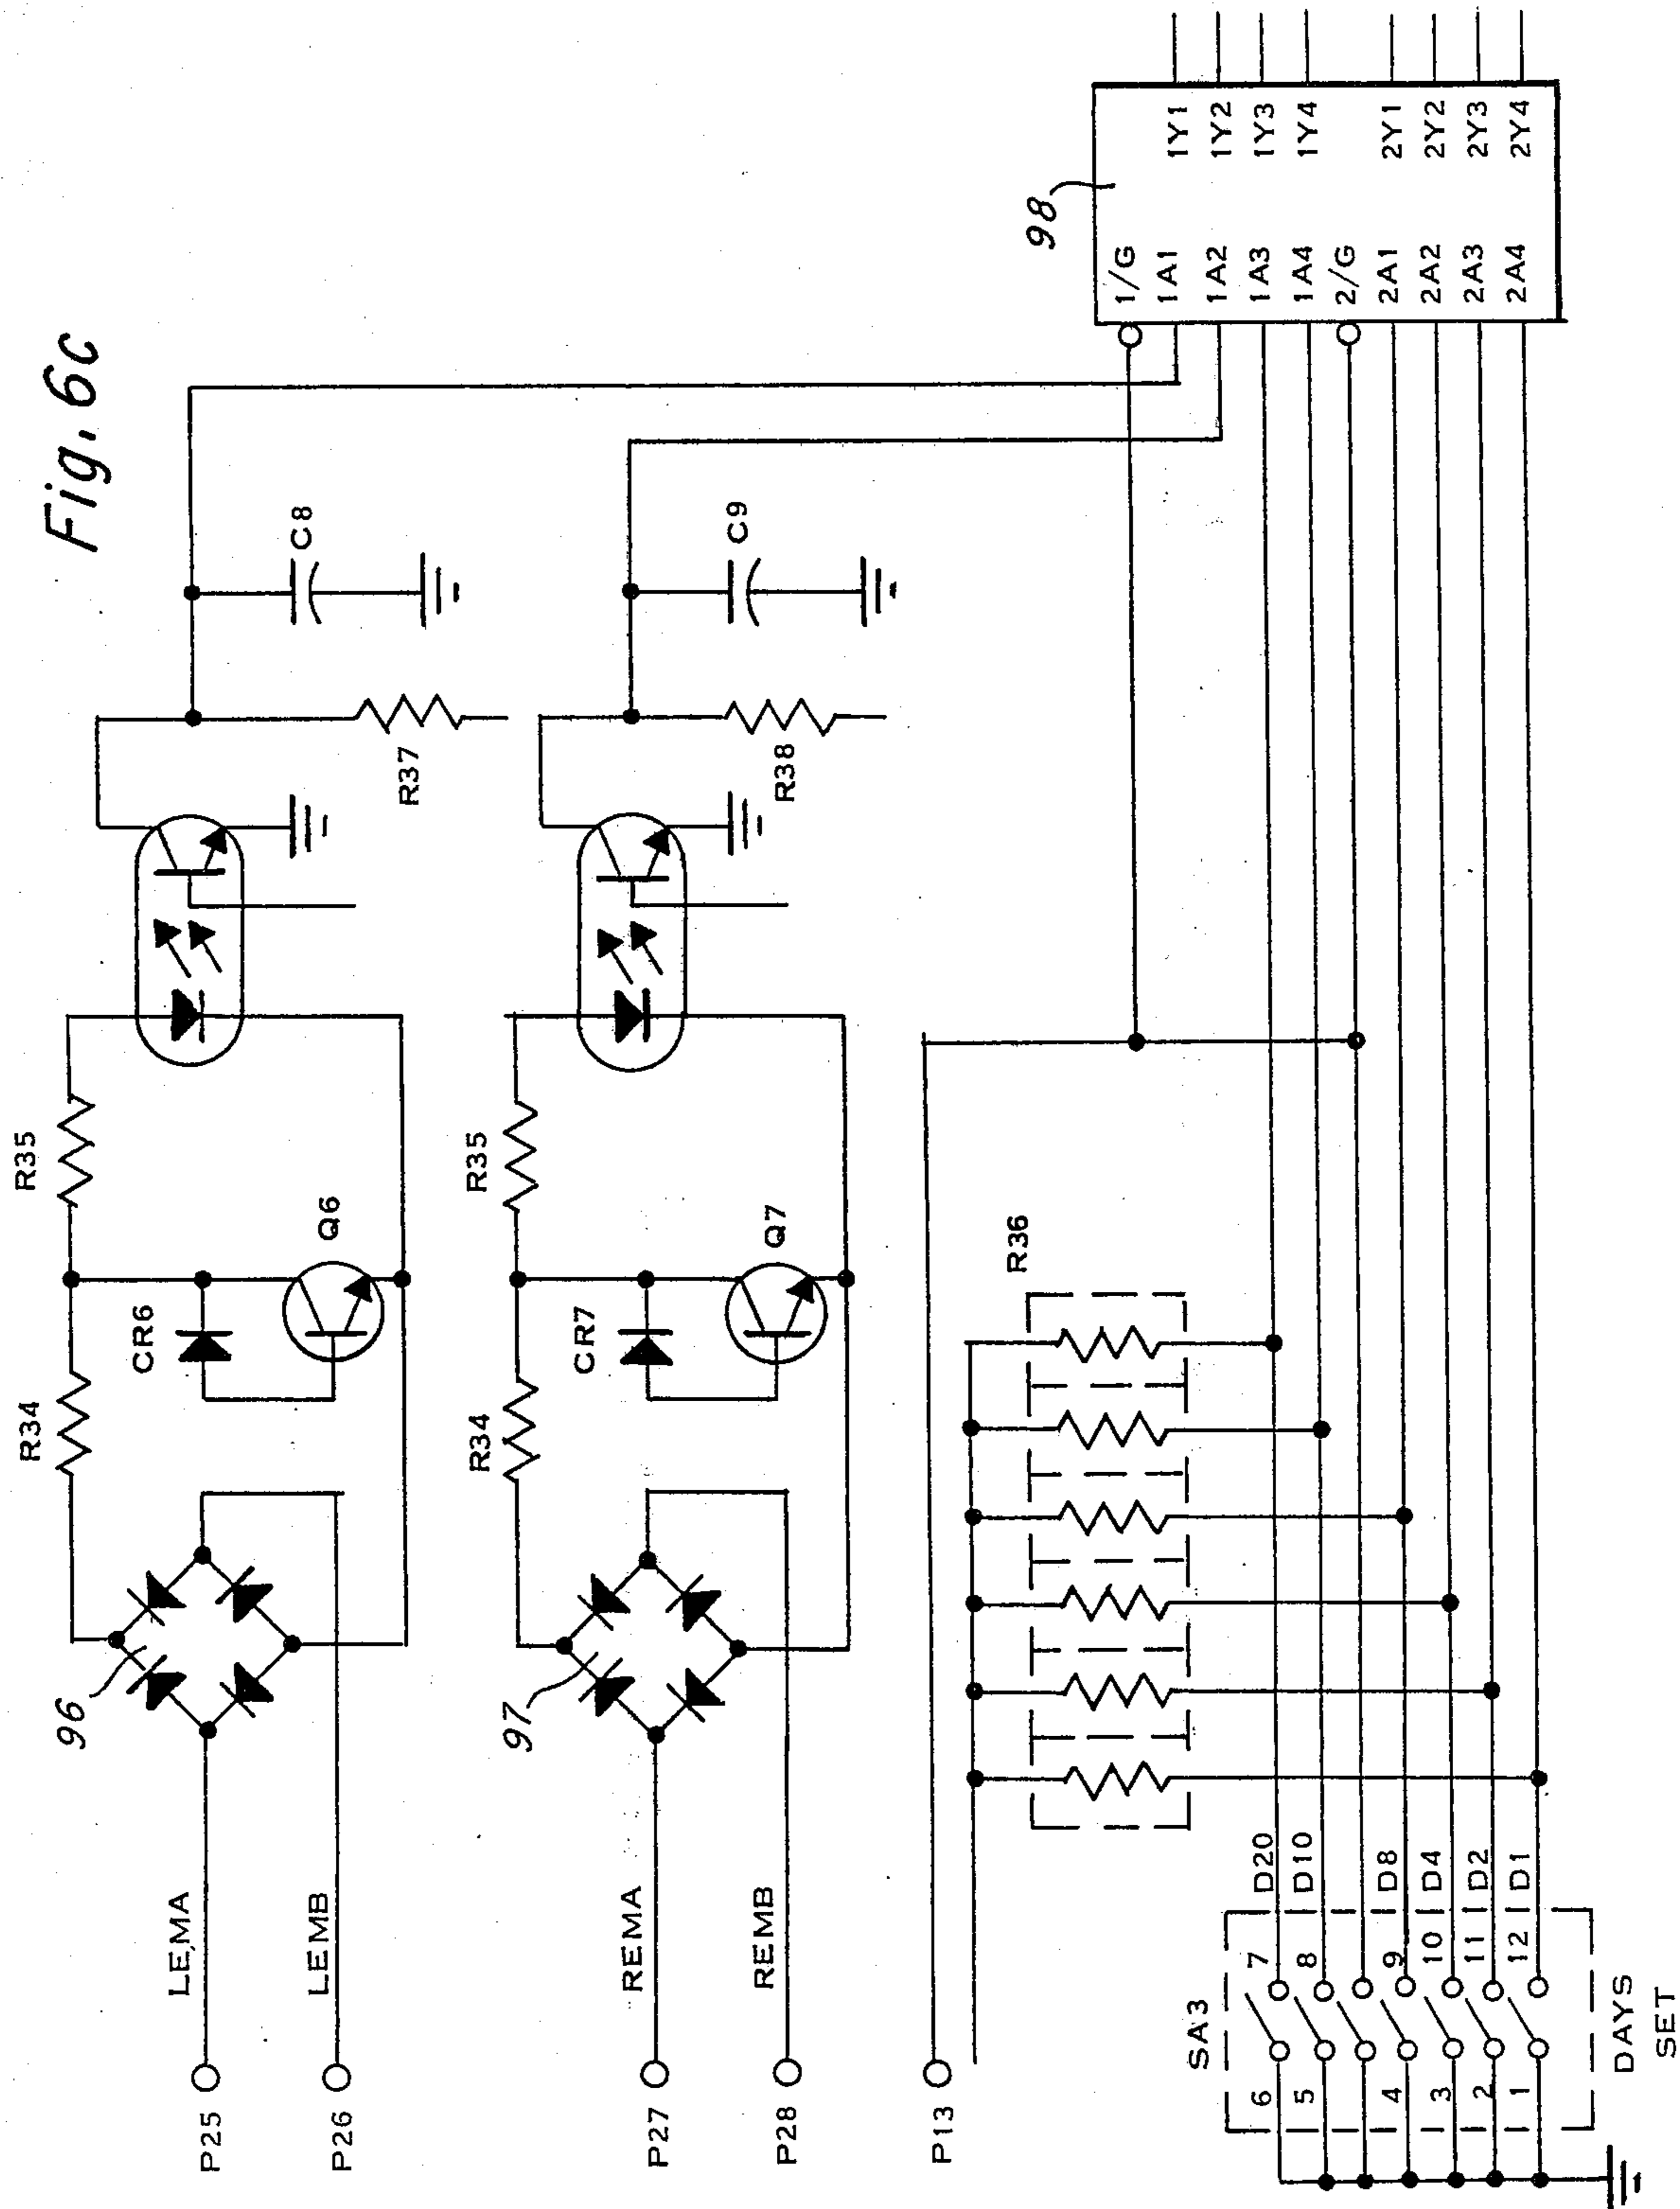 Fig. 6c
P25
LEMA
96
R34
CR6
Q6
R35
R37
C8
P26
LEMB
P27
REMA
97
R34
CR7
Q7
R35
R38
C9
P28
REMB
P13
R36
98
1/G
1A1
1Y1
1A2
1Y2
1A3
1Y3
1A4
1Y4
2/G
2A1
2Y1
2A2
2Y2
2A3
2Y3
2A4
2Y4
SA3
6 7 D20
5 8 D10
4 9 D8
3 10 D4
2 11 D2
1 12 D1
DAYS
SET